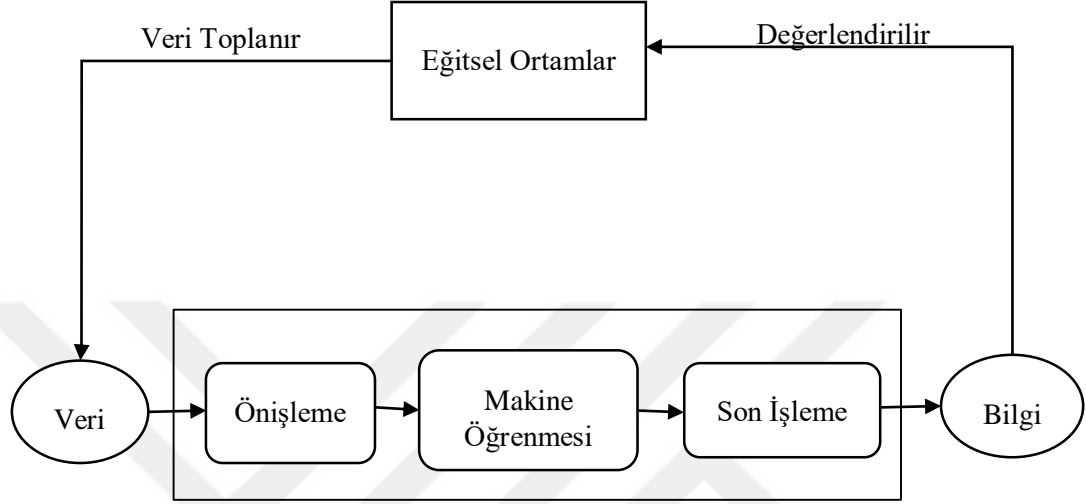 Veri Toplanır
Eğitsel Ortamlar
Değerlendirilir
Veri
Önişleme
Makine
Öğrenmesi
Son İşleme
Bilgi